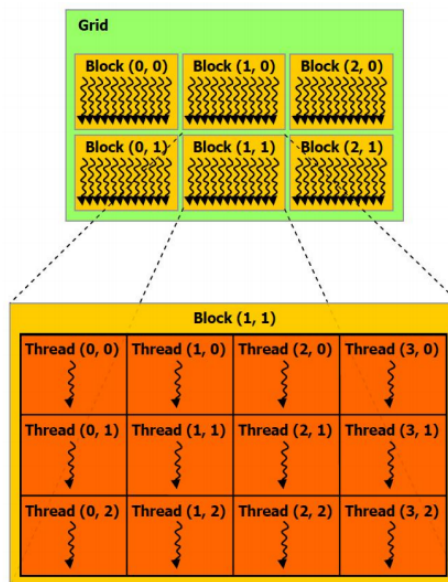 Grid
Block (0, 0) Block (1, 0) Block (2, 0)
Block (0, 1) Block (1, 1) Block (2, 1)
Block (1, 1)
Thread (0, 0) Thread (1, 0) Thread (2, 0) Thread (3, 0)
Thread (0, 1) Thread (1, 1) Thread (2, 1) Thread (3, 1)
Thread (0, 2) Thread (1, 2) Thread (2, 2) Thread (3, 2)